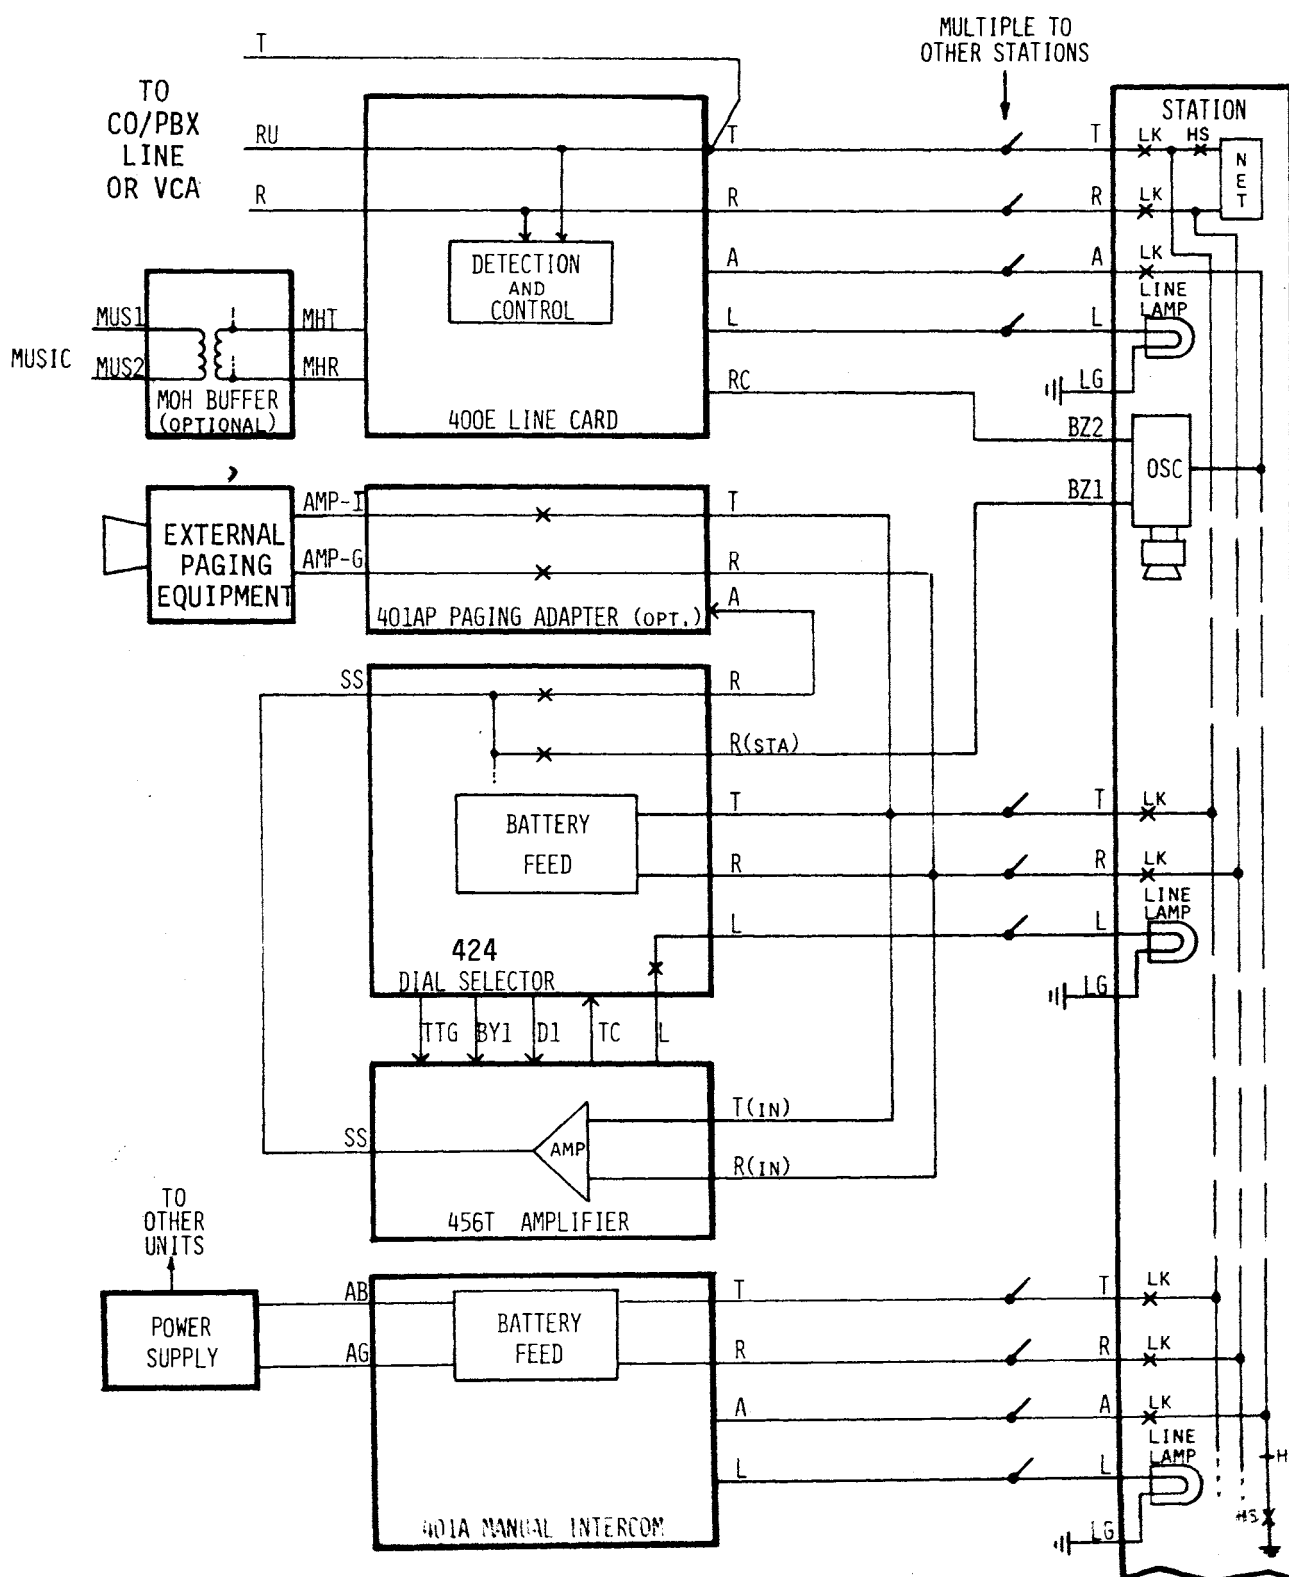 MULTIPLE TO
OTHER STATIONS
T
TO
CO/PBX
LINE
OR VCA
STATION
RU
T
T
LK
HS
NET
R
R
R
LK
DETECTION
AND
CONTROL
A
A
LK
LINE
LAMP
MUS1
MHT
L
L
MUSIC
MUS2
MHR
LG
RC
MOH BUFFER
(OPTIONAL)
400E LINE CARD
BZ2
OSC
BZ1
AMP-I
T
EXTERNAL
PAGING
EQUIPMENT
AMP-G
R
A
401AP PAGING ADAPTER (OPT.)
SS
R
R(STA)
BATTERY
FEED
T
T
LK
R
R
LK
LINE
LAMP
L
L
424
DIAL SELECTOR
LG
TTG
BY1
D1
TC
L
T(IN)
SS
AMP
R(IN)
456T AMPLIFIER
TO
OTHER
UNITS
AB
T
T
LK
POWER
SUPPLY
BATTERY
FEED
AG
R
R
LK
A
A
LK
LINE
LAMP
H
L
L
401A MANUAL INTERCOM
HS
LG